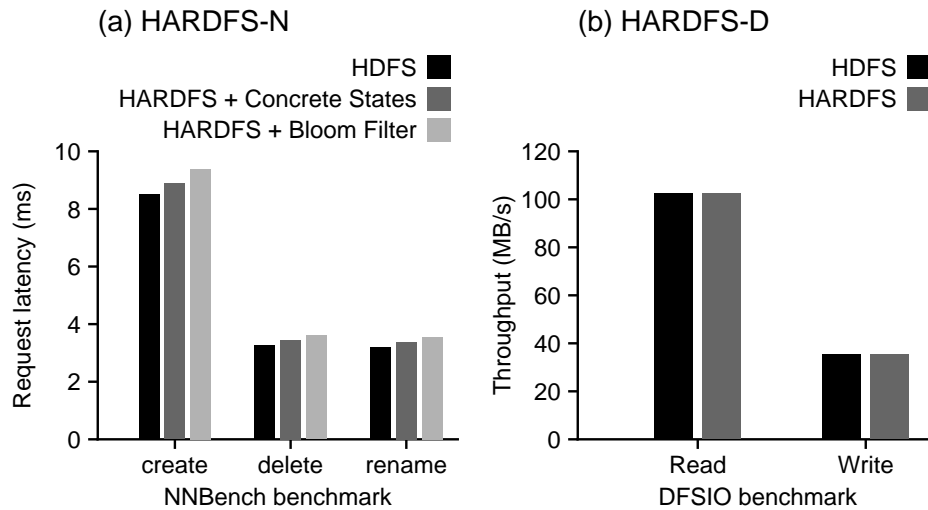 (a) HARDFS-N
HDFS
HARDFS + Concrete States
HARDFS + Bloom Filter
10
8
6
4
2
0
Request latency (ms)
create delete rename
NNBench benchmark
(b) HARDFS-D
HDFS
HARDFS
120
100
80
60
40
20
0
Throughput (MB/s)
Read Write
DFSIO benchmark